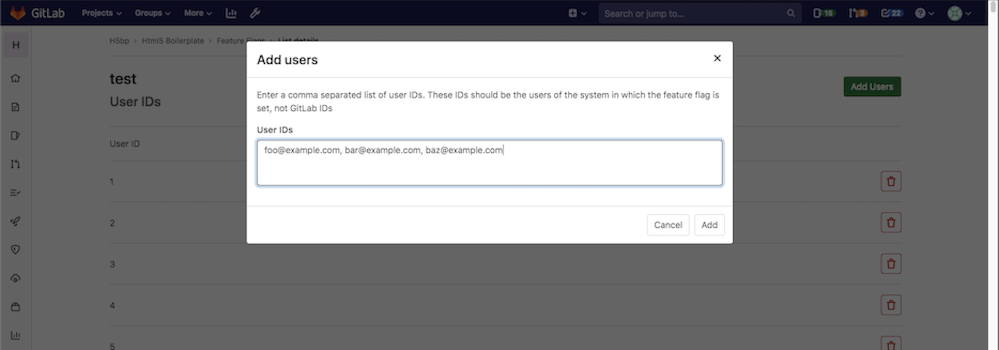 GitLab Projects Groups More Search or jump to... 15 3 22
H H5bp > Html5 Boilerplate > Feature Flags > List details
test
User IDs
Add Users
User ID
1
2
3
4
5
Add users
Enter a comma separated list of user IDs. These IDs should be the users of the system in which the feature flag is
set, not GitLab IDs
User IDs
foo@example.com, bar@example.com, baz@example.com
Cancel Add